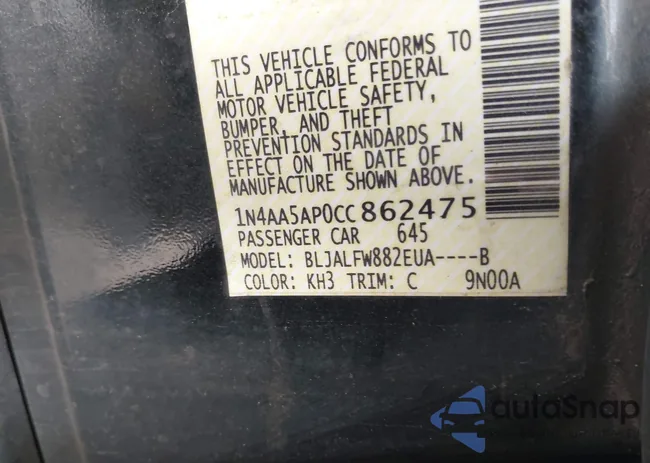 THIS VEHICLE CONFORMS TO
ALL APPLICABLE FEDERAL
MOTOR VEHICLE SAFETY,
BUMPER, AND THEFT
PREVENTION STANDARDS IN
EFFECT ON THE DATE OF
MANUFACTURE SHOWN ABOVE.
1N4AA5AP0CC862475
PASSENGER CAR 645
MODEL: BLJALFW882EUA----B
COLOR: KH3 TRIM: C 9N00A
autoSnap